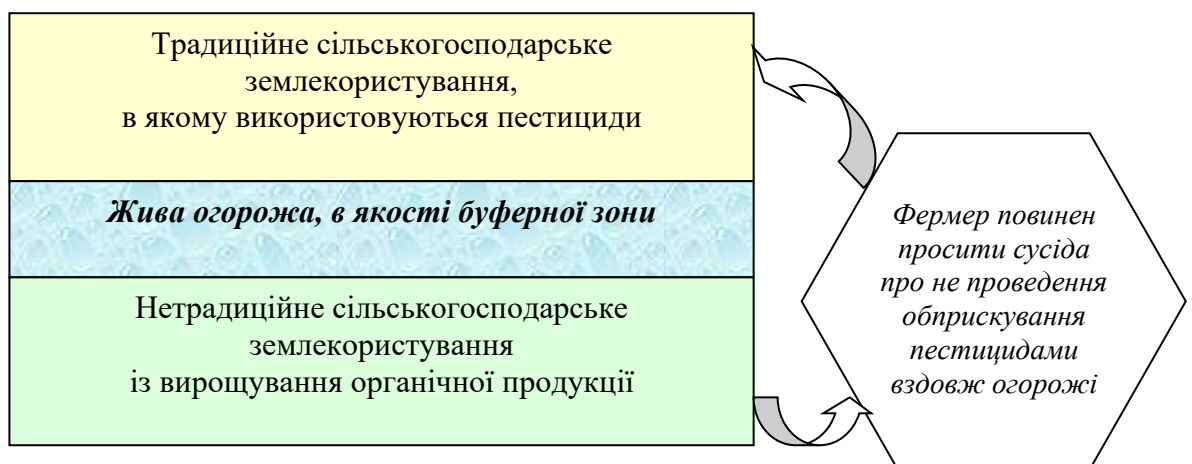 Традиційне сільськогосподарське
землекористування,
в якому використовуються пестициди
Жива огорожа, в якості буферної зони
Нетрадиційне сільськогосподарське
землекористування
із вирощування органічної продукції
Фермер повинен
просити сусіда
про не проведення
обприскування
пестицидами
вздовж огорожі